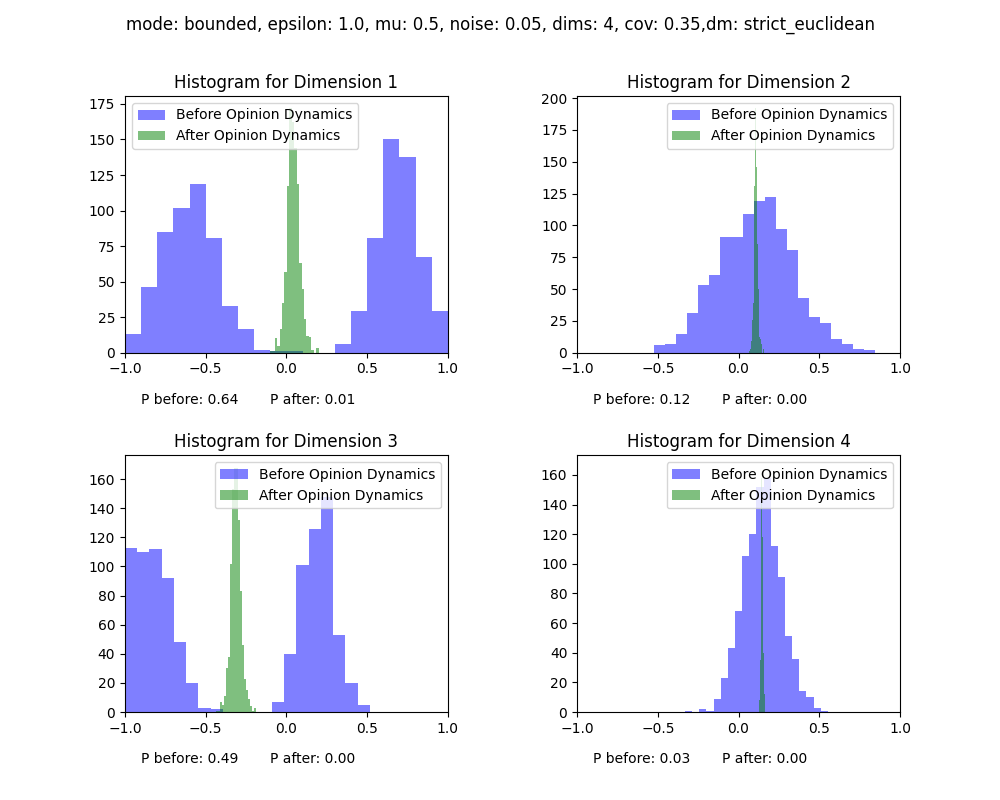 mode: bounded, epsilon: 1.0, mu: 0.5, noise: 0.05, dims: 4, cov: 0.35,dm: strict_euclidean
Histogram for Dimension 1
Before Opinion Dynamics
After Opinion Dynamics
175
150
125
100
75
50
25
0
−1.0 −0.5 0.0 0.5 1.0
P before: 0.64 P after: 0.01
Histogram for Dimension 2
Before Opinion Dynamics
After Opinion Dynamics
200
175
150
125
100
75
50
25
0
−1.0 −0.5 0.0 0.5 1.0
P before: 0.12 P after: 0.00
Histogram for Dimension 3
Before Opinion Dynamics
After Opinion Dynamics
160
140
120
100
80
60
40
20
0
−1.0 −0.5 0.0 0.5 1.0
P before: 0.49 P after: 0.00
Histogram for Dimension 4
Before Opinion Dynamics
After Opinion Dynamics
160
140
120
100
80
60
40
20
0
−1.0 −0.5 0.0 0.5 1.0
P before: 0.03 P after: 0.00